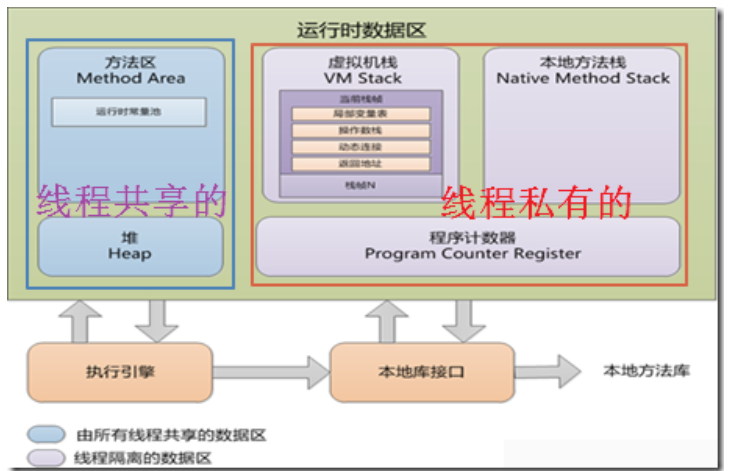 运行时数据区
方法区
Method Area
运行时常量池
线程共享的
堆
Heap
虚拟机栈
VM Stack
当前栈帧
局部变量表
操作数栈
动态连接
返回地址
栈帧N
本地方法栈
Native Method Stack
线程私有的
程序计数器
Program Counter Register
执行引擎
本地库接口
本地方法库
由所有线程共享的数据区
线程隔离的数据区